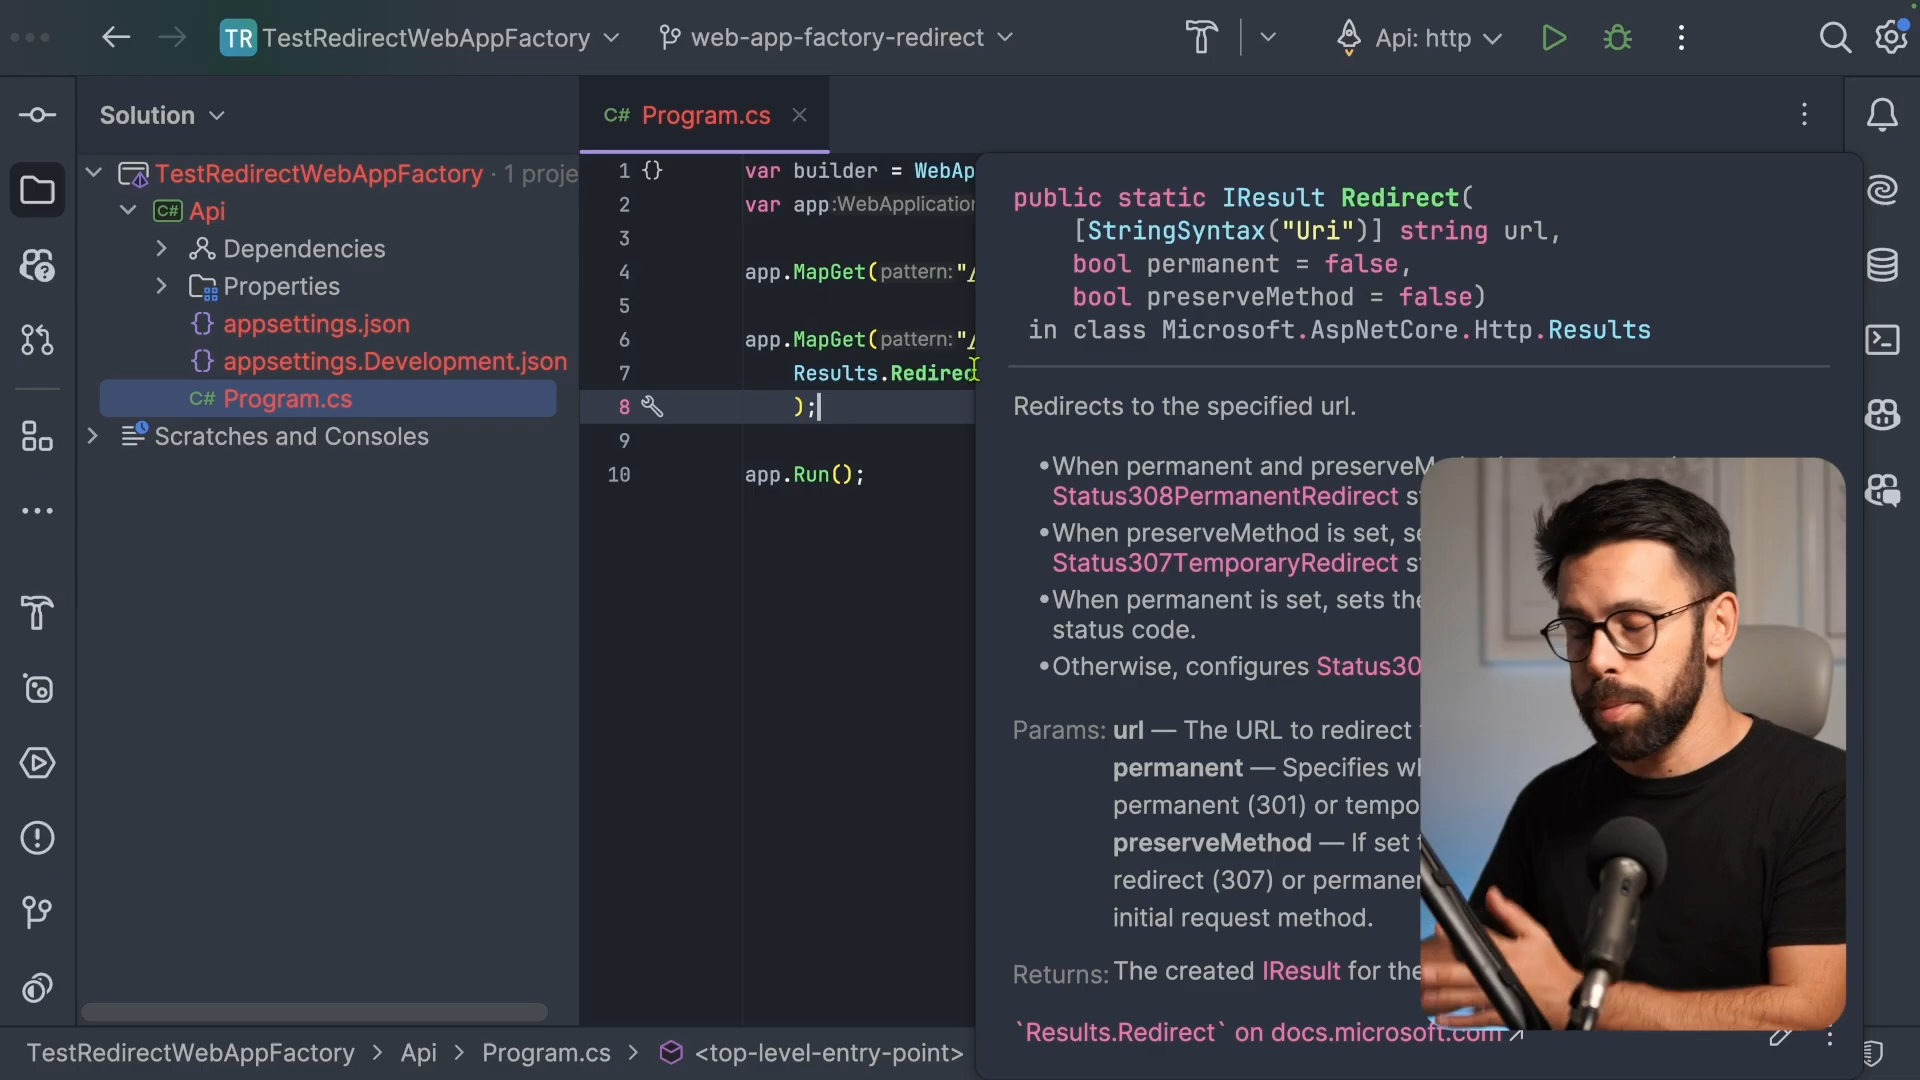 TR TestRedirectWebAppFactory
web-app-factory-redirect
Api: http
Solution
C# Program.cs
TestRedirectWebAppFactory · 1 proje
C# Api
Dependencies
Properties
{} appsettings.json
{} appsettings.Development.json
C# Program.cs
Scratches and Consoles
1 {} var builder = WebAp
2 var app :WebApplication
3
4 app.MapGet( pattern: "/
5
6 app.MapGet( pattern: "/
7 Results.Redirec
8 );
9
10 app.Run();
public static IResult Redirect(
[StringSyntax("Uri")] string url,
bool permanent = false,
bool preserveMethod = false)
in class Microsoft.AspNetCore.Http.Results
Redirects to the specified url.
•When permanent and preserveM
Status308PermanentRedirect s
•When preserveMethod is set, se
Status307TemporaryRedirect s
•When permanent is set, sets the
status code.
•Otherwise, configures Status30
Params: url — The URL to redirect
permanent — Specifies wh
permanent (301) or tempo
preserveMethod — If set
redirect (307) or permaner
initial request method.
Returns: The created IResult for the
`Results.Redirect` on docs.microsoft.com↗
TestRedirectWebAppFactory > Api > Program.cs > <top-level-entry-point>